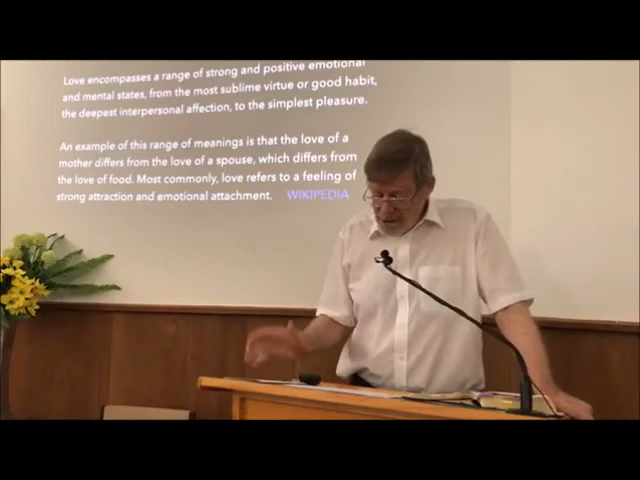 Love encompasses a range of strong and positive emotional
and mental states, from the most sublime virtue or good habit,
the deepest interpersonal affection, to the simplest pleasure.
An example of this range of meanings is that the love of a
mother differs from the love of a spouse, which differs from
the love of food. Most commonly, love refers to a feeling of
strong attraction and emotional attachment. WIKIPEDIA